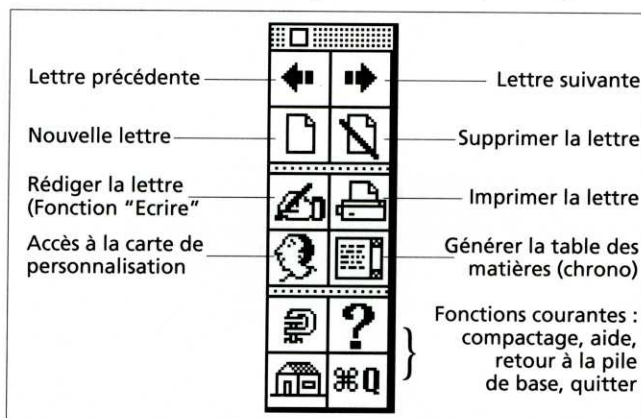 Lettre précédente
Lettre suivante
Nouvelle lettre
Supprimer la lettre
Rédiger la lettre
(Fonction "Ecrire"
Imprimer la lettre
Accès à la carte de
personnalisation
Générer la table des
matières (chrono)
?
Fonctions courantes :
compactage, aide,
retour à la pile
de base, quitter
⌘Q